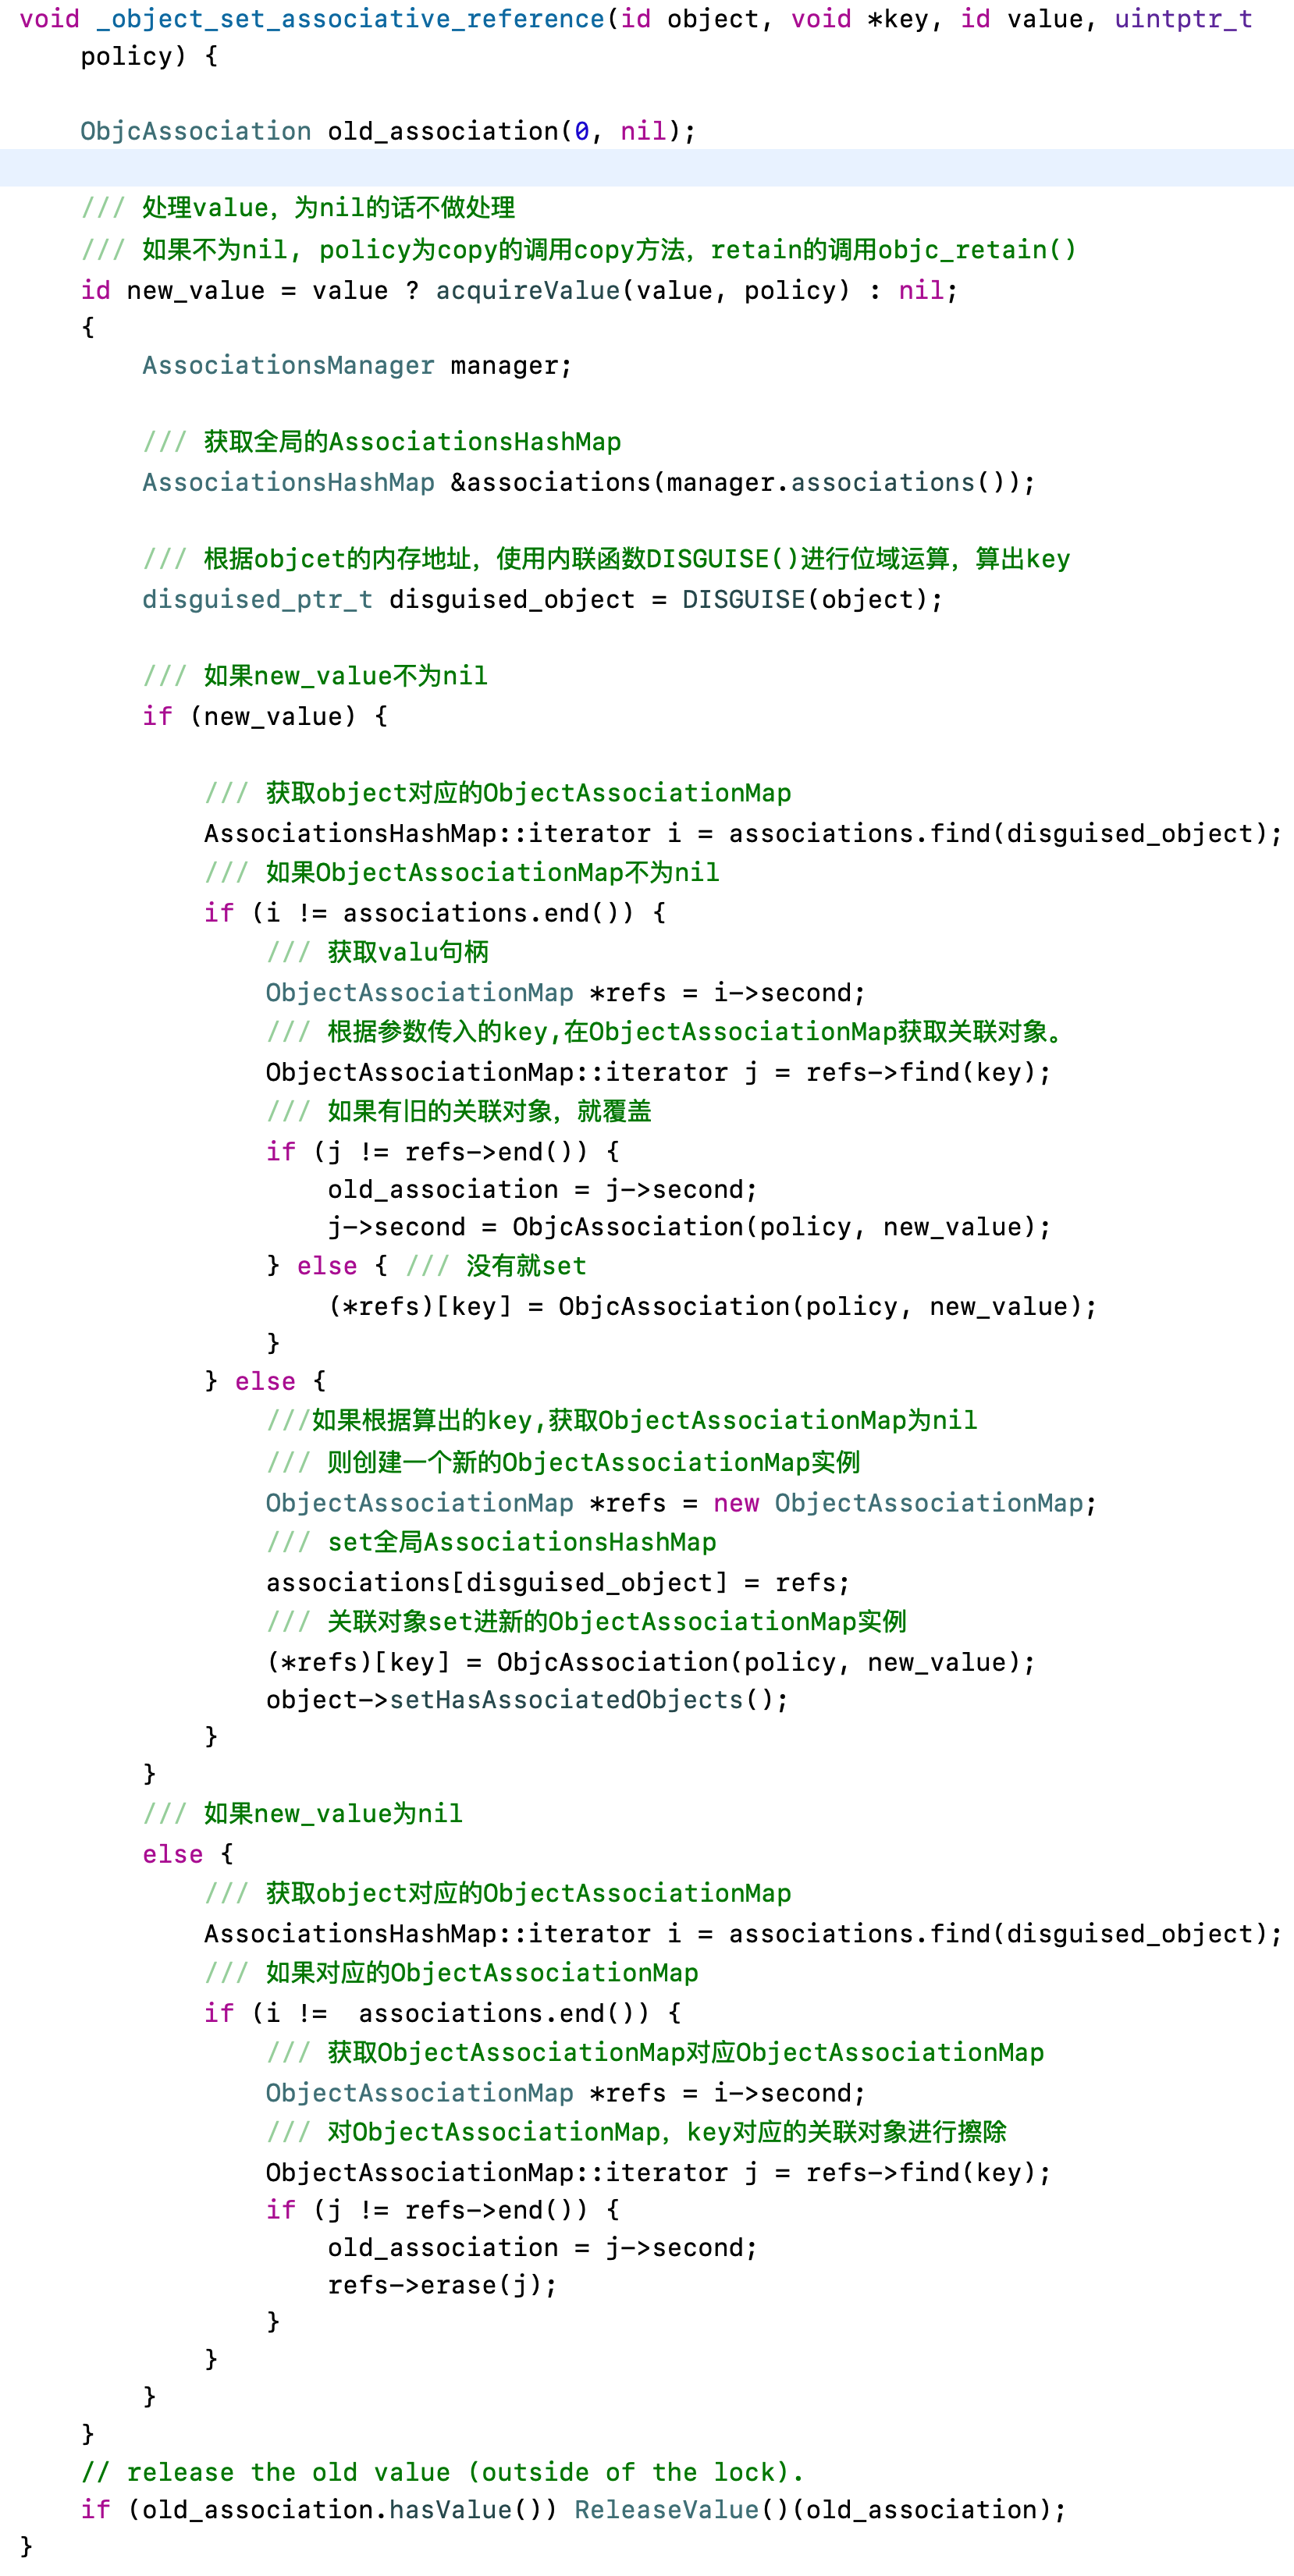 void _object_set_associative_reference(id object, void *key, id value, uintptr_t
    policy) {
    ObjcAssociation old_association(0, nil);
    /// 处理value，为nil的话不做处理
    /// 如果不为nil, policy为copy的调用copy方法，retain的调用objc_retain()
    id new_value = value ? acquireValue(value, policy) : nil;
    {
        AssociationsManager manager;
        /// 获取全局的AssociationsHashMap
        AssociationsHashMap &associations(manager.associations());
        /// 根据objcet的内存地址，使用内联函数DISGUISE()进行位域运算，算出key
        disguised_ptr_t disguised_object = DISGUISE(object);
        /// 如果new_value不为nil
        if (new_value) {
            /// 获取object对应的ObjectAssociationMap
            AssociationsHashMap::iterator i = associations.find(disguised_object);
            /// 如果ObjectAssociationMap不为nil
            if (i != associations.end()) {
                /// 获取valu句柄
                ObjectAssociationMap *refs = i->second;
                /// 根据参数传入的key,在ObjectAssociationMap获取关联对象。
                ObjectAssociationMap::iterator j = refs->find(key);
                /// 如果有旧的关联对象，就覆盖
                if (j != refs->end()) {
                    old_association = j->second;
                    j->second = ObjcAssociation(policy, new_value);
                } else { /// 没有就set
                    (*refs)[key] = ObjcAssociation(policy, new_value);
                }
            } else {
                ///如果根据算出的key,获取ObjectAssociationMap为nil
                /// 则创建一个新的ObjectAssociationMap实例
                ObjectAssociationMap *refs = new ObjectAssociationMap;
                /// set全局AssociationsHashMap
                associations[disguised_object] = refs;
                /// 关联对象set进新的ObjectAssociationMap实例
                (*refs)[key] = ObjcAssociation(policy, new_value);
                object->setHasAssociatedObjects();
            }
        }
        /// 如果new_value为nil
        else {
            /// 获取object对应的ObjectAssociationMap
            AssociationsHashMap::iterator i = associations.find(disguised_object);
            /// 如果对应的ObjectAssociationMap
            if (i !=  associations.end()) {
                /// 获取ObjectAssociationMap对应ObjectAssociationMap
                ObjectAssociationMap *refs = i->second;
                /// 对ObjectAssociationMap，key对应的关联对象进行擦除
                ObjectAssociationMap::iterator j = refs->find(key);
                if (j != refs->end()) {
                    old_association = j->second;
                    refs->erase(j);
                }
            }
        }
    }
    // release the old value (outside of the lock).
    if (old_association.hasValue()) ReleaseValue()(old_association);
}